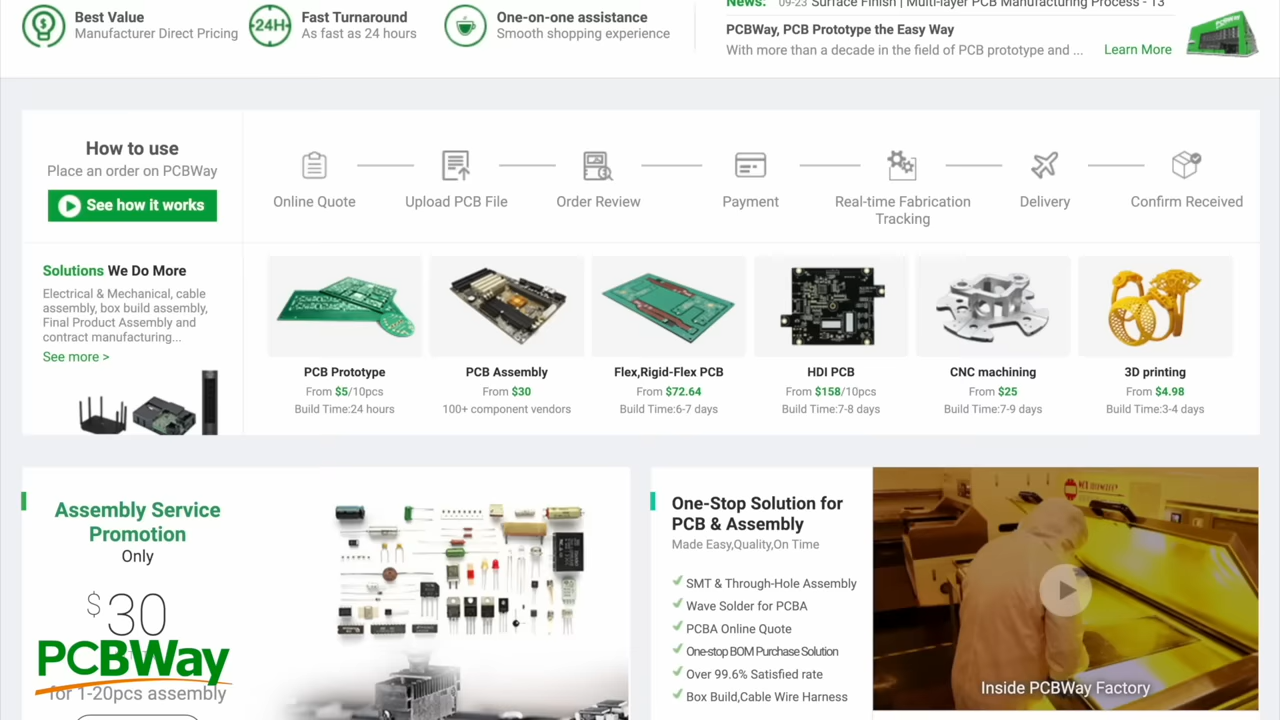 Best Value
Manufacturer Direct Pricing
24H
Fast Turnaround
As fast as 24 hours
One-on-one assistance
Smooth shopping experience
News: 09-23 Surface Finish | Multi-layer PCB Manufacturing Process - 13
PCBWay, PCB Prototype the Easy Way
With more than a decade in the field of PCB prototype and ... Learn More
PCBWay
How to use
Place an order on PCBWay
See how it works
Online Quote
Upload PCB File
Order Review
Payment
Real-time Fabrication
Tracking
Delivery
Confirm Received
Solutions We Do More
Electrical & Mechanical, cable
assembly, box build assembly,
Final Product Assembly and
contract manufacturing...
See more >
PCB Prototype
From $5/10pcs
Build Time:24 hours
PCB Assembly
From $30
100+ component vendors
Flex,Rigid-Flex PCB
From $72.64
Build Time:6-7 days
HDI PCB
From $158/10pcs
Build Time:7-8 days
CNC machining
From $25
Build Time:7-9 days
3D printing
From $4.98
Build Time:3-4 days
Assembly Service
Promotion
Only
$30
PCBWay
for 1-20pcs assembly
One-Stop Solution for
PCB & Assembly
Made Easy,Quality,On Time
SMT & Through-Hole Assembly
Wave Solder for PCBA
PCBA Online Quote
One-stop BOM Purchase Solution
Over 99.6% Satisfied rate
Box Build,Cable Wire Harness
Inside PCBWay Factory